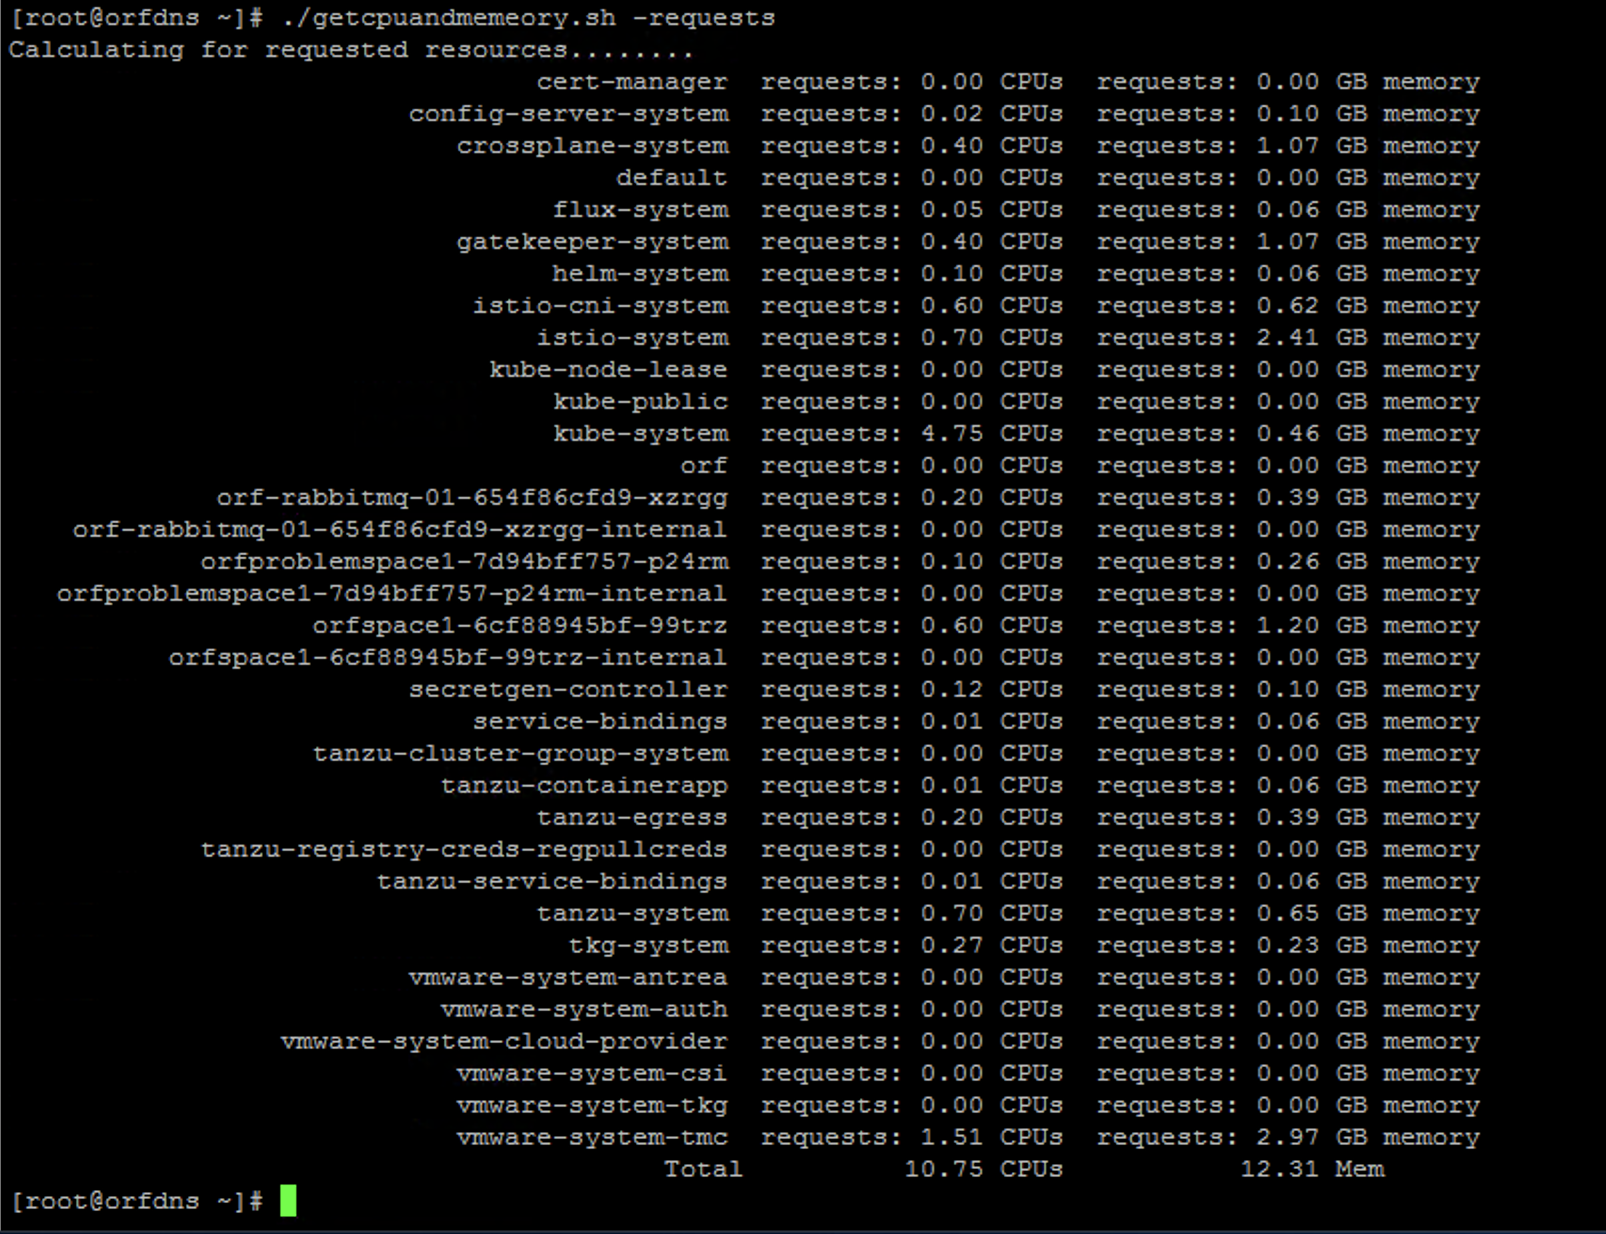 [root@orfdns ~]# ./getcpuandmemeory.sh -requests
Calculating for requested resources........
cert-manager requests: 0.00 CPUs requests: 0.00 GB memory
config-server-system requests: 0.02 CPUs requests: 0.10 GB memory
crossplane-system requests: 0.40 CPUs requests: 1.07 GB memory
default requests: 0.00 CPUs requests: 0.00 GB memory
flux-system requests: 0.05 CPUs requests: 0.06 GB memory
gatekeeper-system requests: 0.40 CPUs requests: 1.07 GB memory
helm-system requests: 0.10 CPUs requests: 0.06 GB memory
istio-cni-system requests: 0.60 CPUs requests: 0.62 GB memory
istio-system requests: 0.70 CPUs requests: 2.41 GB memory
kube-node-lease requests: 0.00 CPUs requests: 0.00 GB memory
kube-public requests: 0.00 CPUs requests: 0.00 GB memory
kube-system requests: 4.75 CPUs requests: 0.46 GB memory
orf requests: 0.00 CPUs requests: 0.00 GB memory
orf-rabbitmq-01-654f86cfd9-xzrgg requests: 0.20 CPUs requests: 0.39 GB memory
orf-rabbitmq-01-654f86cfd9-xzrgg-internal requests: 0.00 CPUs requests: 0.00 GB memory
orfproblemspace1-7d94bff757-p24rm requests: 0.10 CPUs requests: 0.26 GB memory
orfproblemspace1-7d94bff757-p24rm-internal requests: 0.00 CPUs requests: 0.00 GB memory
orfspace1-6cf88945bf-99trz requests: 0.60 CPUs requests: 1.20 GB memory
orfspace1-6cf88945bf-99trz-internal requests: 0.00 CPUs requests: 0.00 GB memory
secretgen-controller requests: 0.12 CPUs requests: 0.10 GB memory
service-bindings requests: 0.01 CPUs requests: 0.06 GB memory
tanzu-cluster-group-system requests: 0.00 CPUs requests: 0.00 GB memory
tanzu-containerapp requests: 0.01 CPUs requests: 0.06 GB memory
tanzu-egress requests: 0.20 CPUs requests: 0.39 GB memory
tanzu-registry-creds-regpullcreds requests: 0.00 CPUs requests: 0.00 GB memory
tanzu-service-bindings requests: 0.01 CPUs requests: 0.06 GB memory
tanzu-system requests: 0.70 CPUs requests: 0.65 GB memory
tkg-system requests: 0.27 CPUs requests: 0.23 GB memory
vmware-system-antrea requests: 0.00 CPUs requests: 0.00 GB memory
vmware-system-auth requests: 0.00 CPUs requests: 0.00 GB memory
vmware-system-cloud-provider requests: 0.00 CPUs requests: 0.00 GB memory
vmware-system-csi requests: 0.00 CPUs requests: 0.00 GB memory
vmware-system-tkg requests: 0.00 CPUs requests: 0.00 GB memory
vmware-system-tmc requests: 1.51 CPUs requests: 2.97 GB memory
Total 10.75 CPUs 12.31 Mem
[root@orfdns ~]#